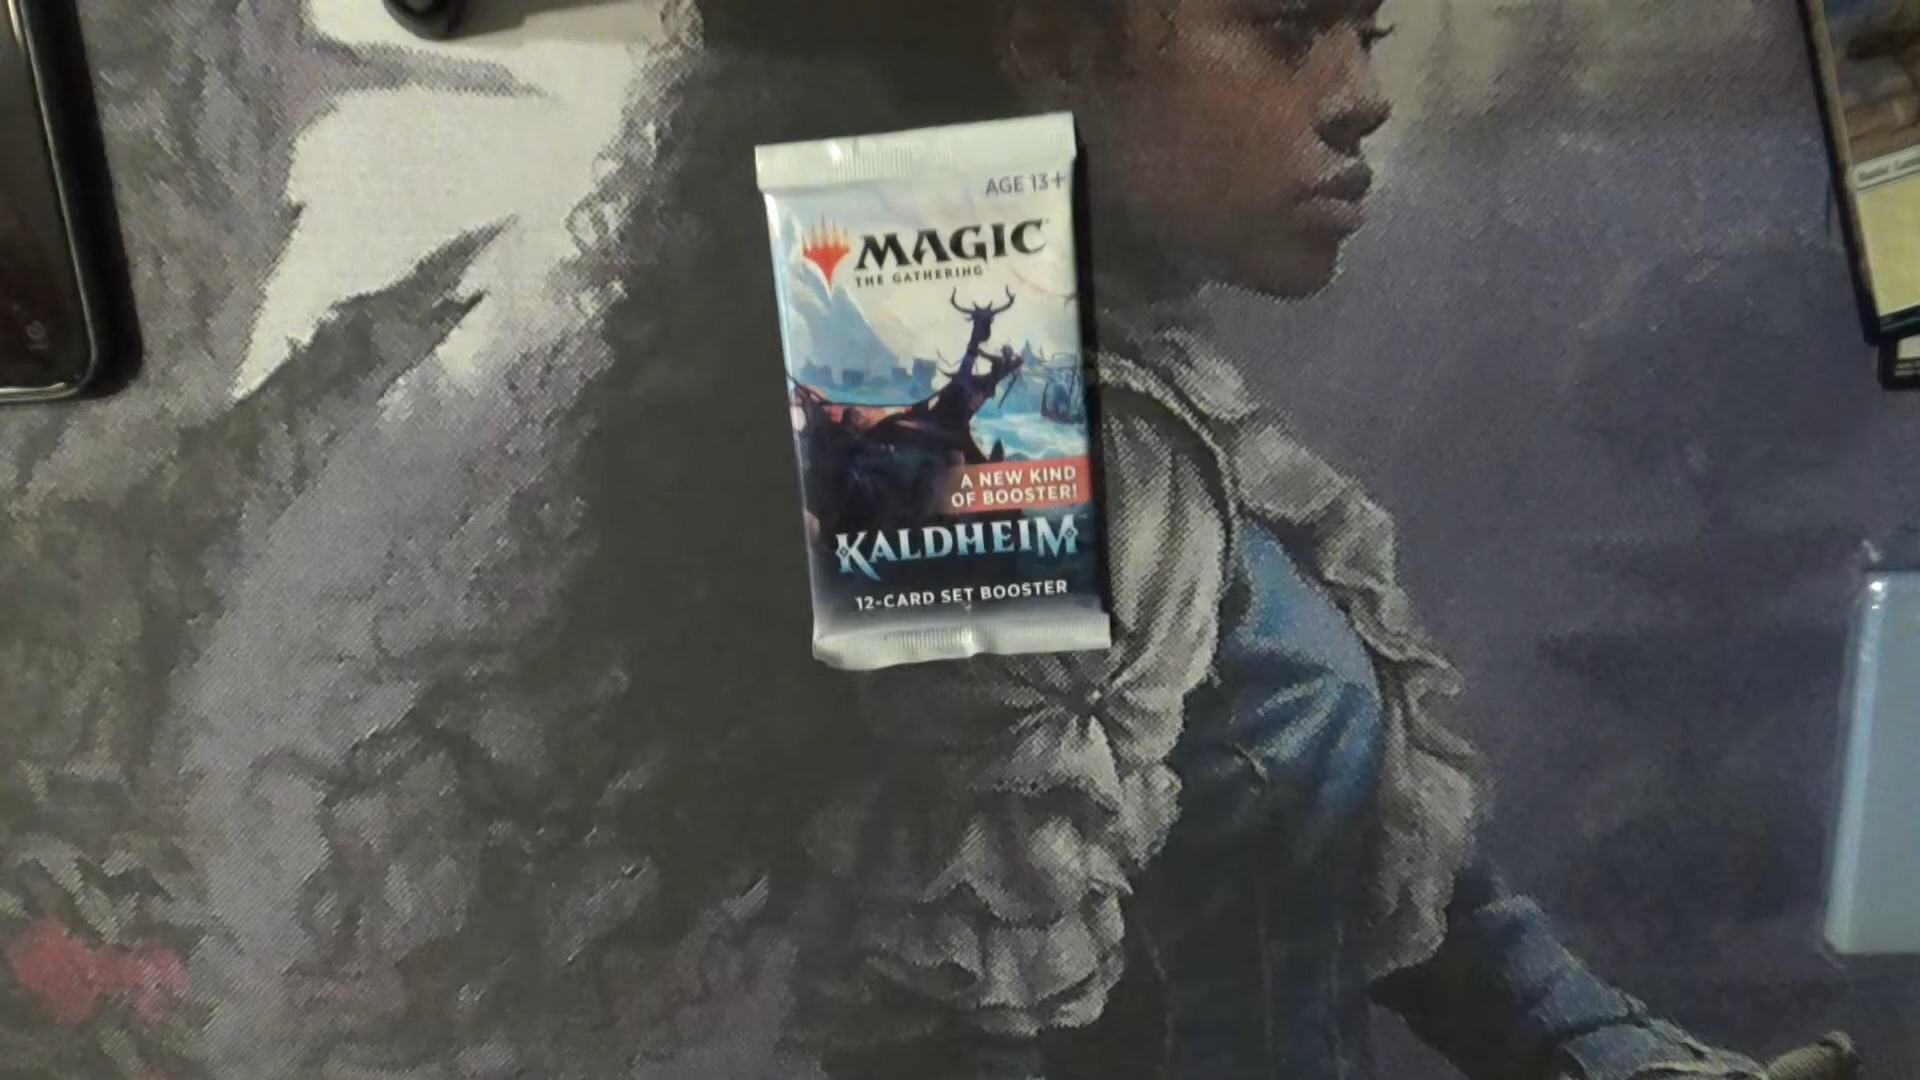 AGE 13+
MAGIC
THE GATHERING
A NEW KIND
OF BOOSTER!
KALDHEIM
12-CARD SET BOOSTER